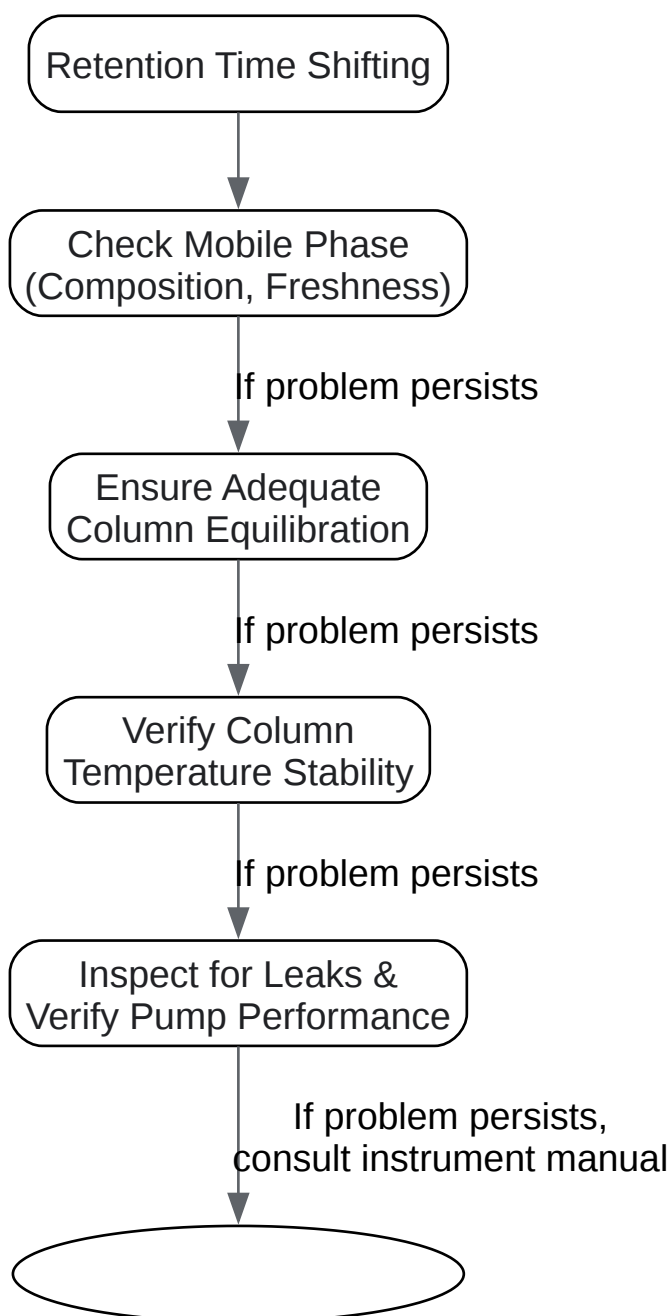 Retention Time Shifting
Check Mobile Phase
(Composition, Freshness)
If problem persists
Ensure Adequate
Column Equilibration
If problem persists
Verify Column
Temperature Stability
If problem persists
Inspect for Leaks &
Verify Pump Performance
If problem persists,
consult instrument manual